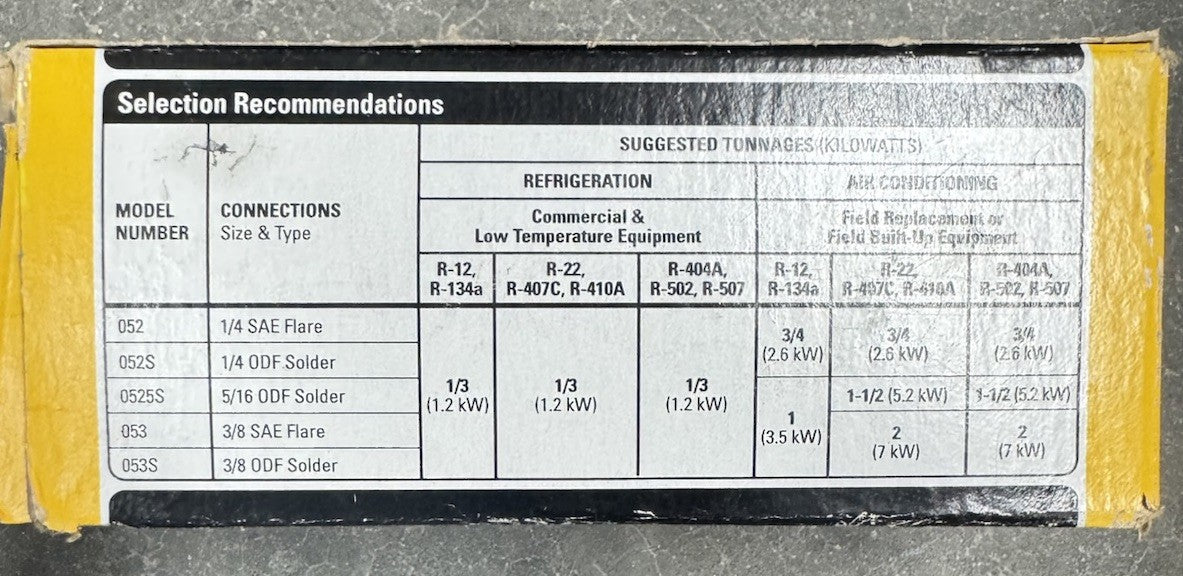 Selection Recommendations
SUGGESTED TONNAGES (KILOWATTS)
REFRIGERATION
AIR CONDITIONING
MODEL
NUMBER
CONNECTIONS
Size & Type
Commercial &
Low Temperature Equipment
Field Replacement or
Field Built-Up Equipment
R-12,
R-134a
R-22,
R-407C, R-410A
R-404A,
R-502, R-507
R-12,
R-134a
R-22,
R-407C, R-410A
R-404A,
R-502, R-507
052
1/4 SAE Flare
052S
1/4 ODF Solder
0525S
5/16 ODF Solder
053
3/8 SAE Flare
053S
3/8 ODF Solder
1/3
(1.2 kW)
1/3
(1.2 kW)
1/3
(1.2 kW)
3/4
(2.6 kW)
3/4
(2.6 kW)
3/4
(2.6 kW)
1
(3.5 kW)
1-1/2 (5.2 kW)
1-1/2 (5.2 kW)
2
(7 kW)
2
(7 kW)